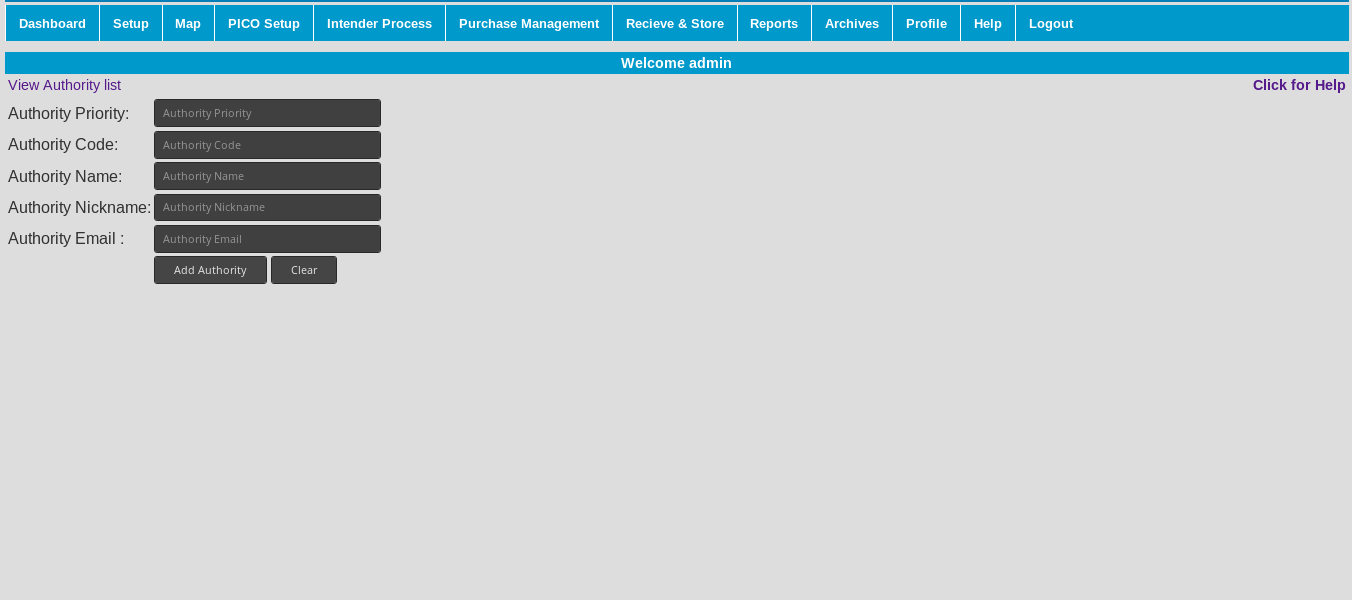 Dashboard Setup Map PICO Setup Intender Process Purchase Management Recieve & Store Reports Archives Profile Help Logout
Welcome admin
View Authority list Click for Help
Authority Priority: Authority Priority
Authority Code: Authority Code
Authority Name: Authority Name
Authority Nickname: Authority Nickname
Authority Email : Authority Email
Add Authority Clear